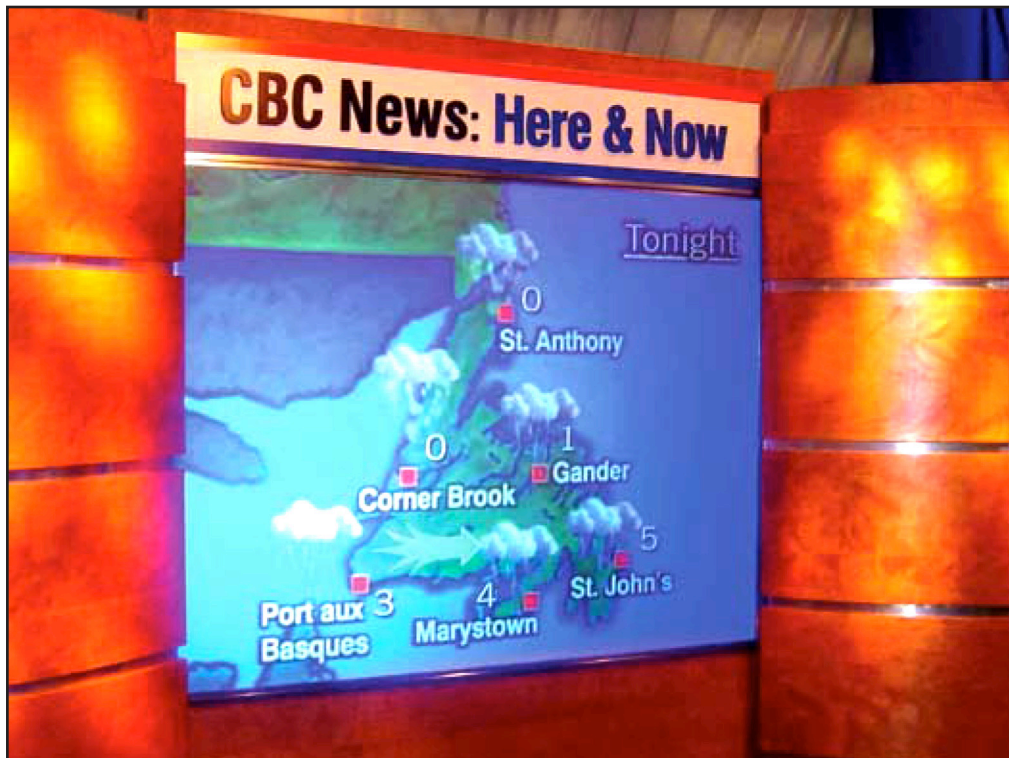 CBC News: Here & Now
Tonight
0
St. Anthony
0
Corner Brook
1
Gander
5
St. John's
3
Port aux
Basques
4
Marystown